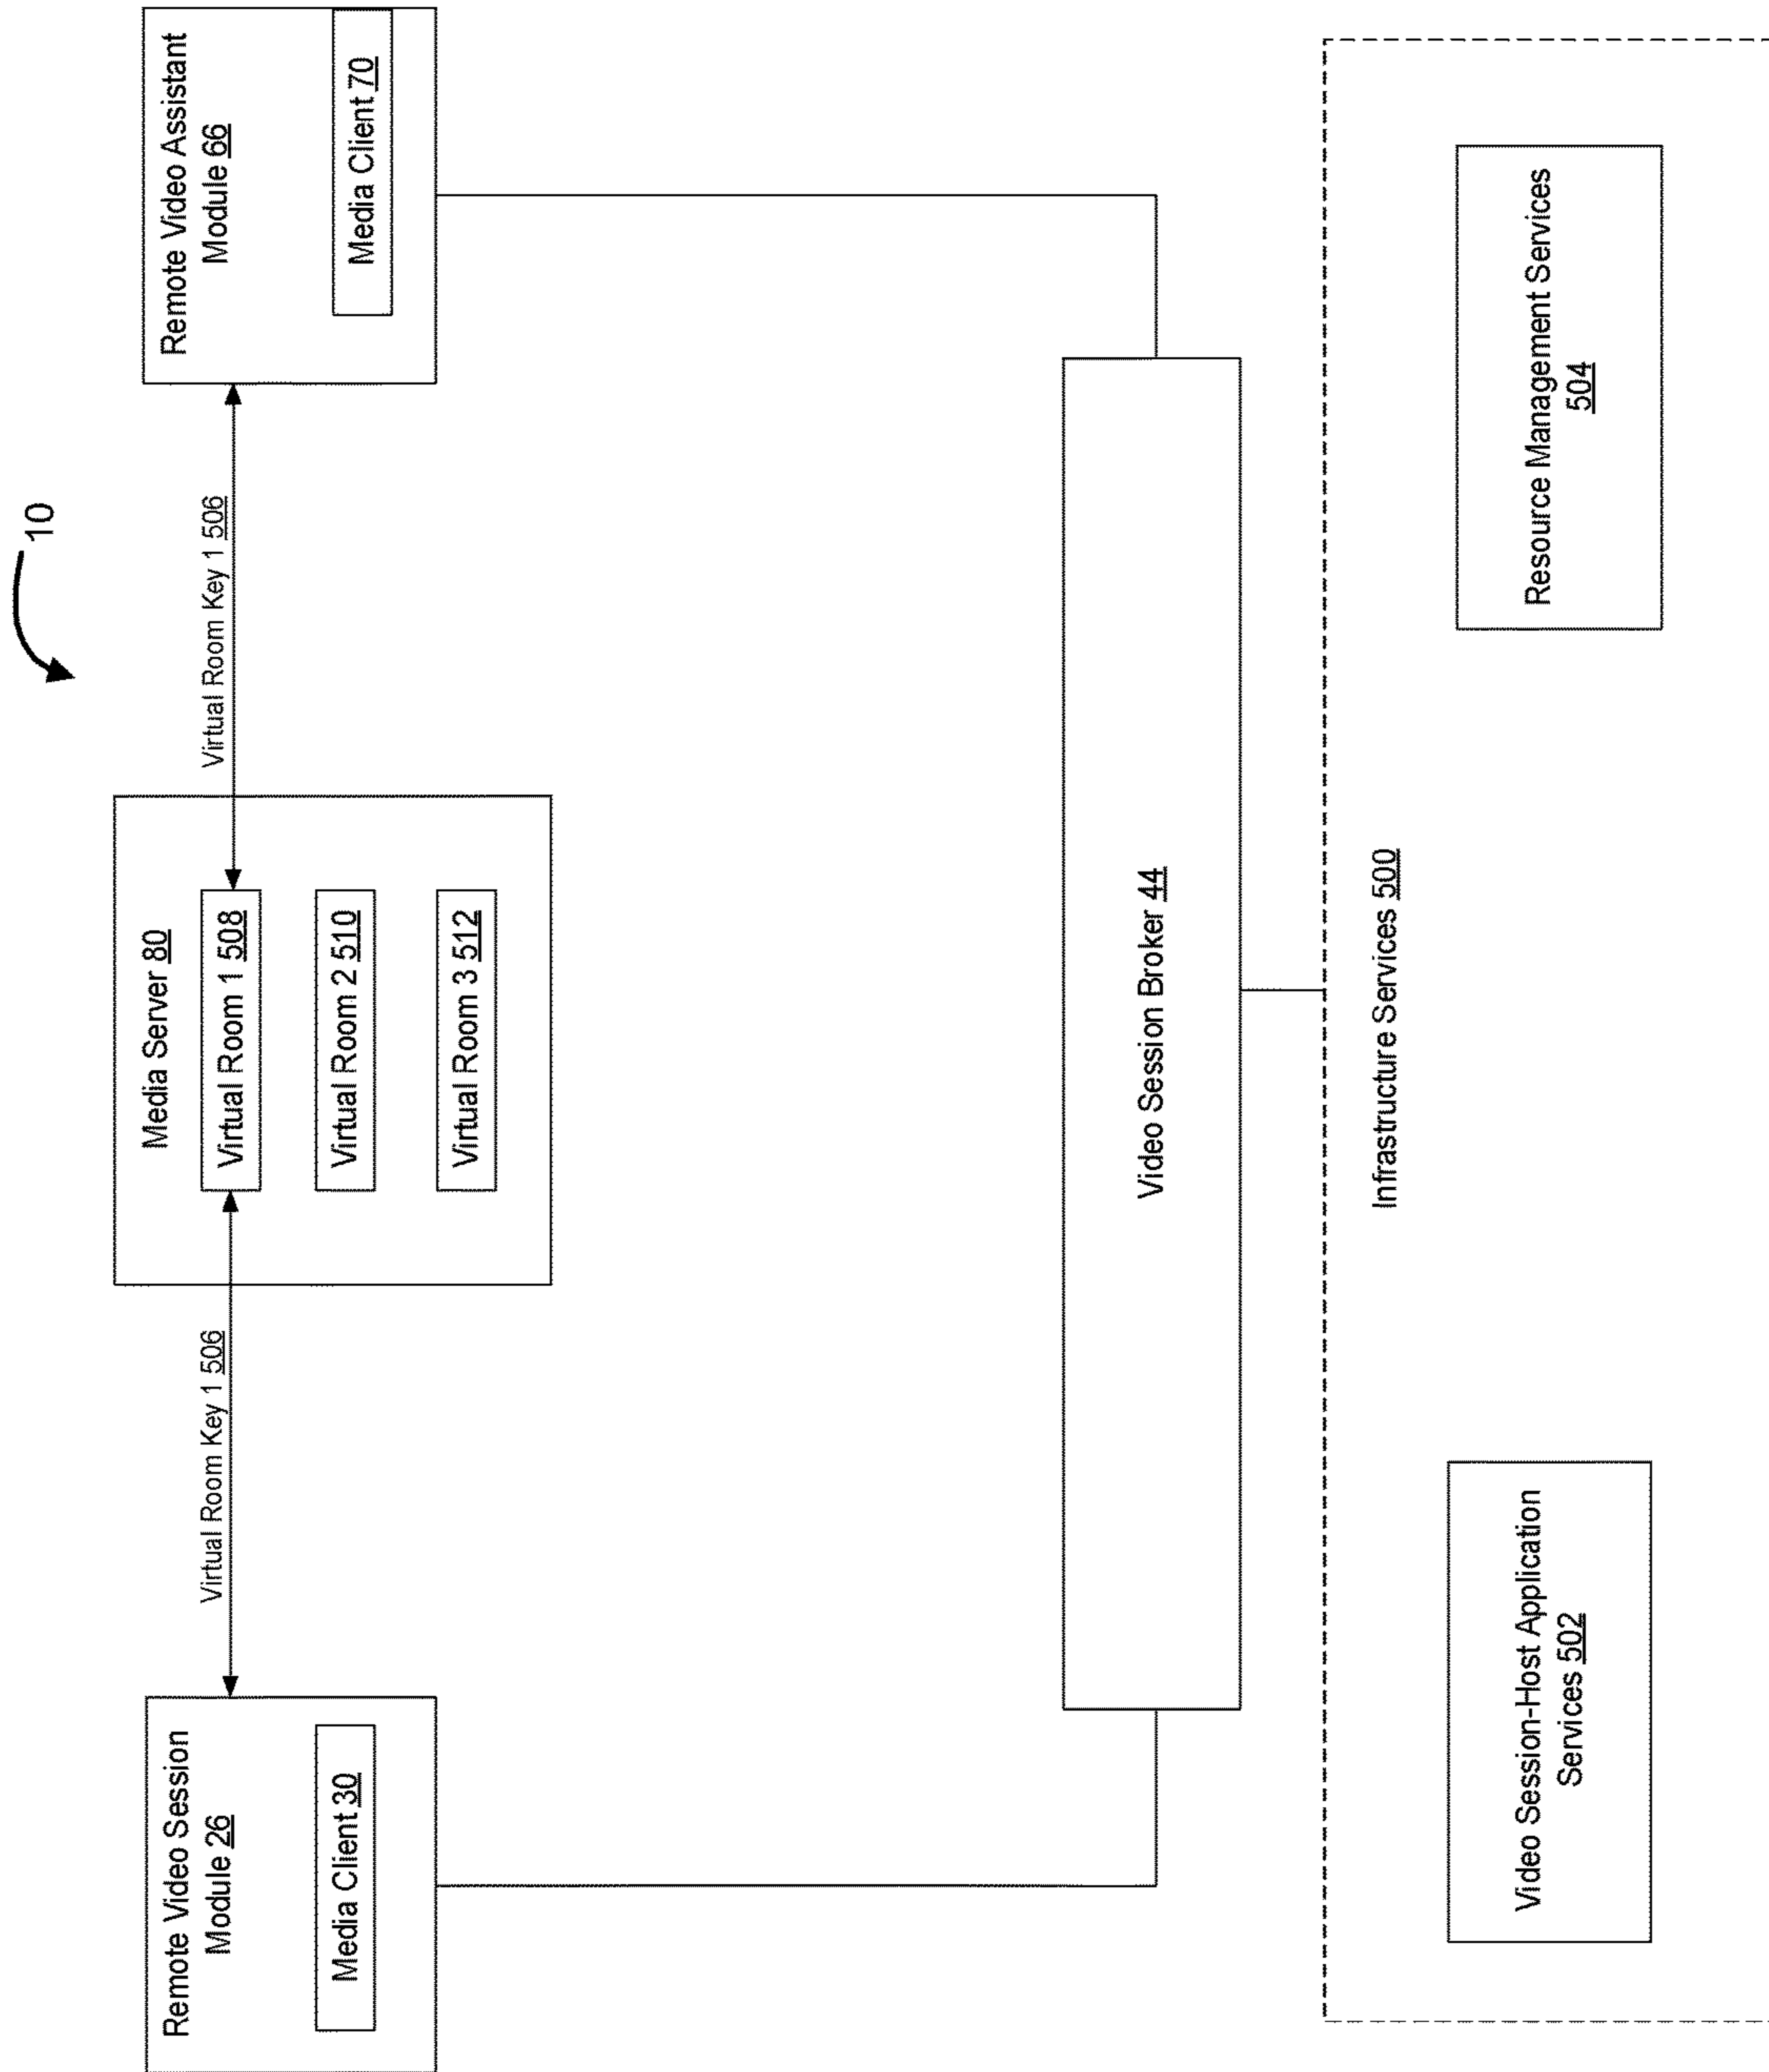 10
Remote Video Session
Module 26
Media Client 30
Virtual Room Key 1 506
Media Server 80
Virtual Room 1 508
Virtual Room 2 510
Virtual Room 3 512
Virtual Room Key 1 506
Remote Video Assistant
Module 66
Media Client 70
Video Session Broker 44
Infrastructure Services 500
Video Session-Host Application
Services 502
Resource Management Services
504